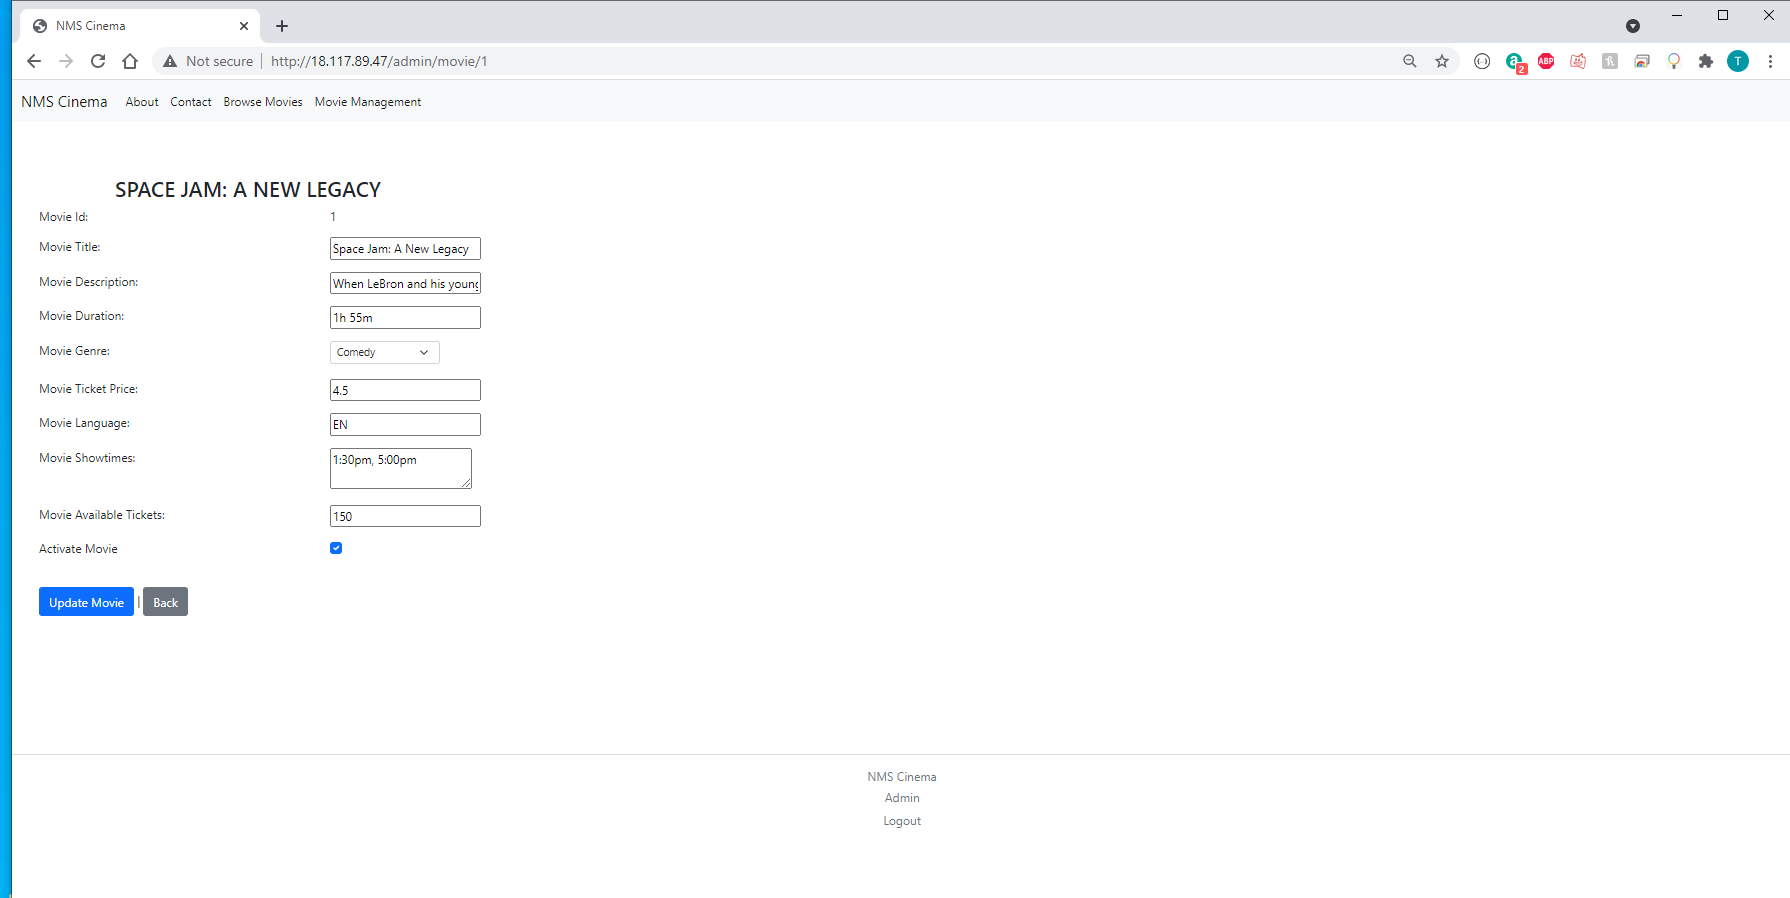 NMS Cinema
Not secure | http://18.117.89.47/admin/movie/1
2
ABP
T
NMS Cinema About Contact Browse Movies Movie Management
SPACE JAM: A NEW LEGACY
Movie Id: 1
Movie Title: Space Jam: A New Legacy
Movie Description: When LeBron and his young
Movie Duration: 1h 55m
Movie Genre: Comedy
Movie Ticket Price: 4.5
Movie Language: EN
Movie Showtimes: 1:30pm, 5:00pm
Movie Available Tickets: 150
Activate Movie
Update Movie | Back
NMS Cinema
Admin
Logout